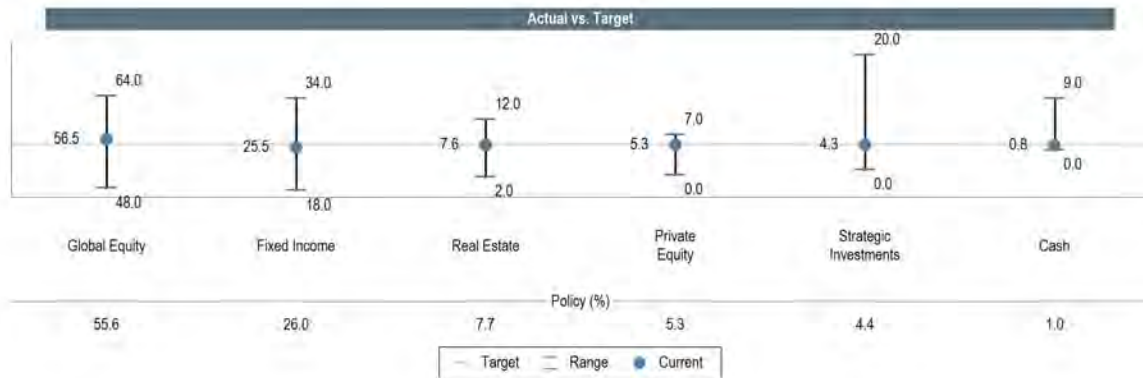 Actual vs. Target
64.0 34.0 12.0 7.0 20.0 9.0
56.5 25.5 7.6 5.3 4.3 0.8
48.0 18.0 2.0 0.0 0.0 0.0
Global Equity Fixed Income Real Estate Private Equity Strategic Investments Cash
Policy (%)
55.6 26.0 7.7 5.3 4.4 1.0
Target Range Current